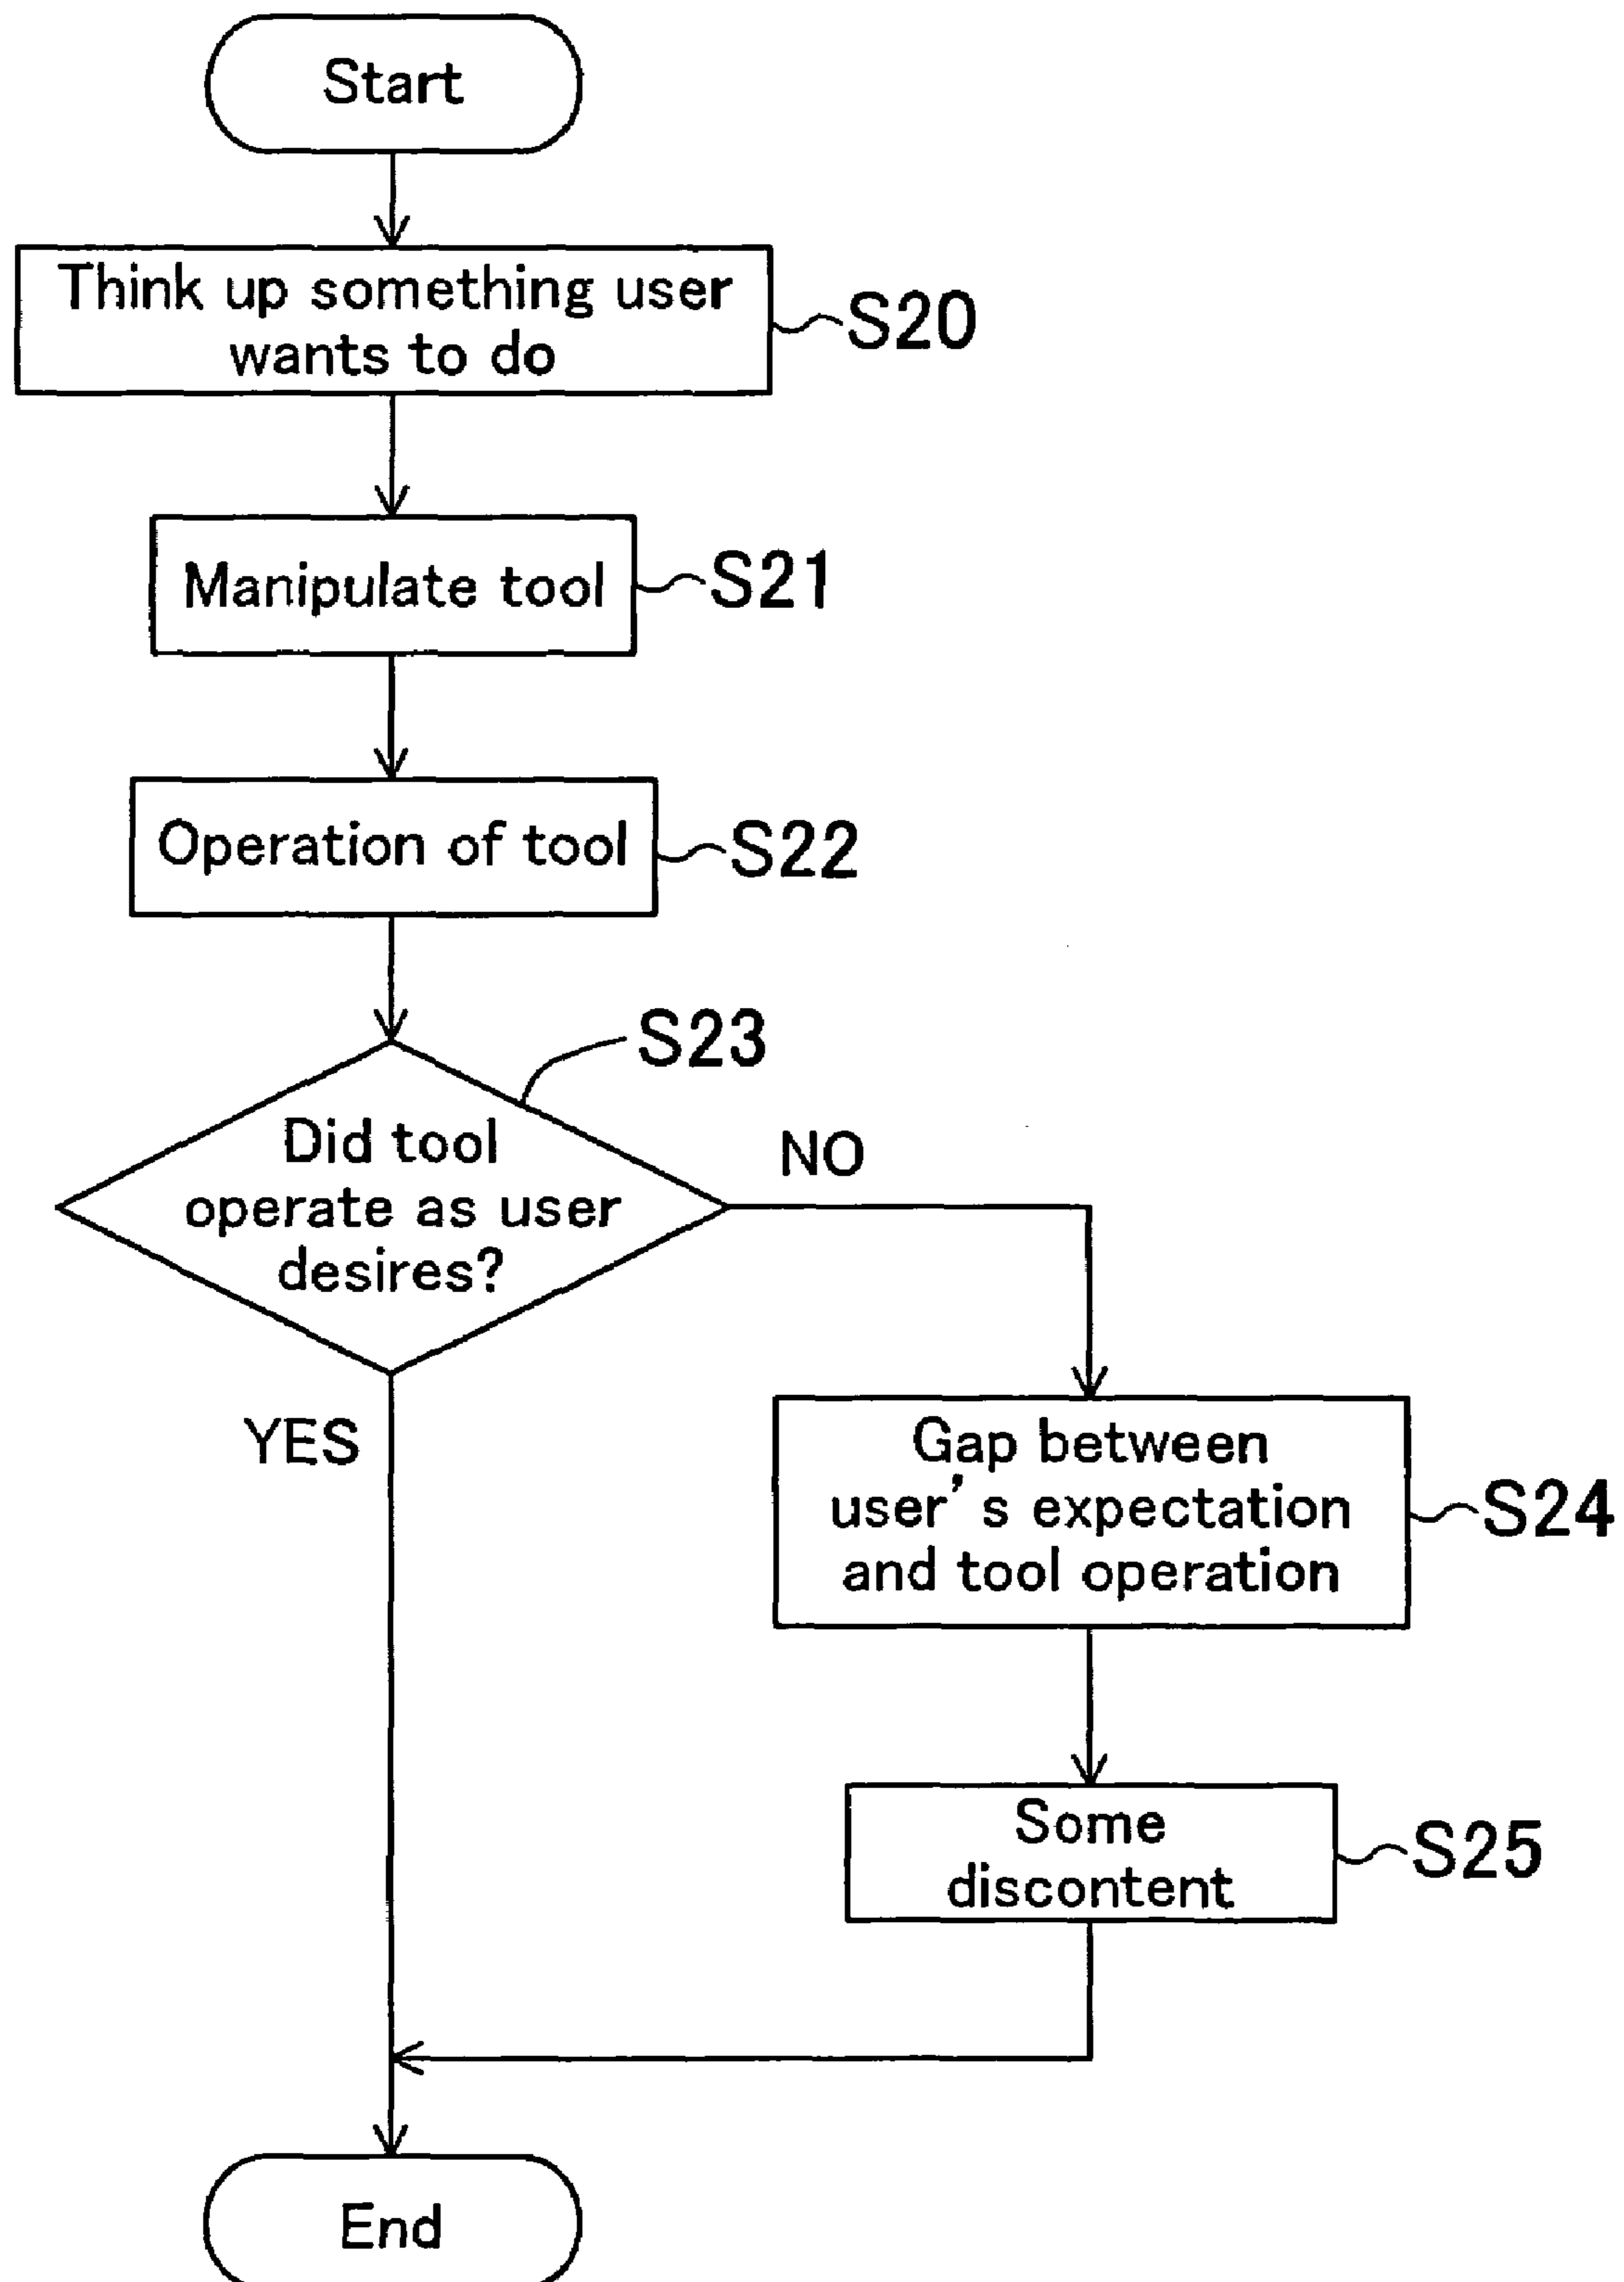 Start
Think up something user
wants to do
S20
Manipulate tool
S21
Operation of tool
S22
S23
Did tool
operate as user
desires?
NO
YES
Gap between
user's expectation
and tool operation
S24
Some
discontent
S25
End